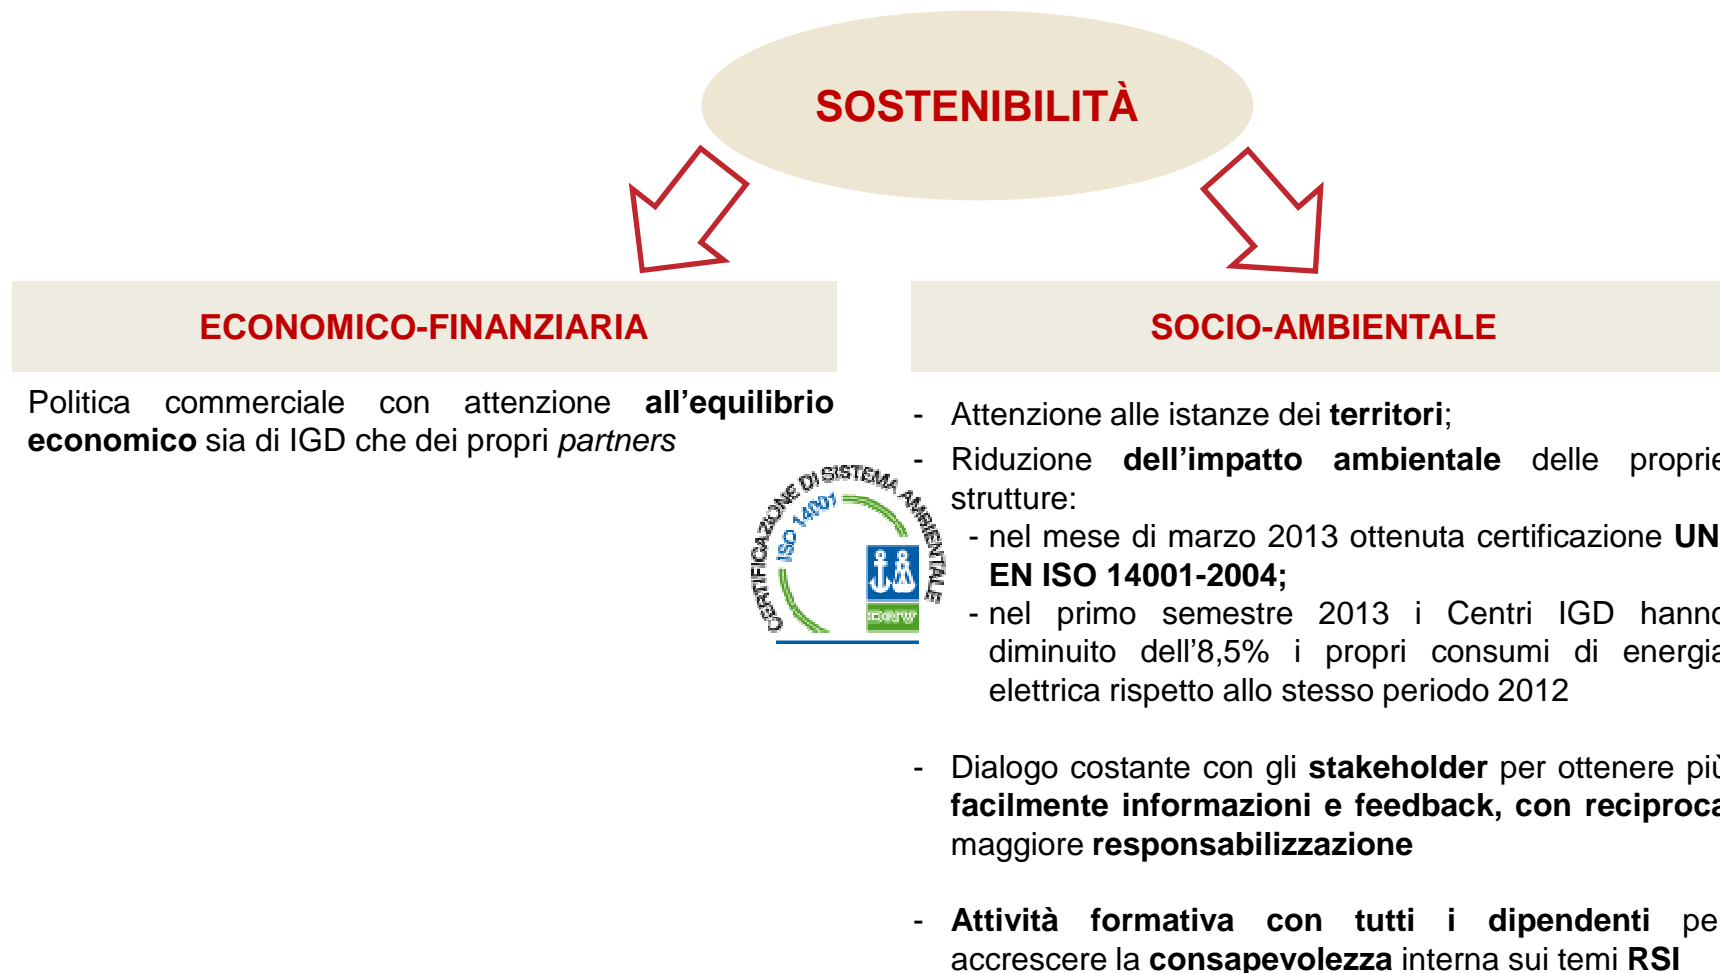 SOSTENIBILITÀ
ECONOMICO-FINANZIARIA
Politica commerciale con attenzione all’equilibrio
economico sia di IGD che dei propri partners
SOCIO-AMBIENTALE
- Attenzione alle istanze dei territori;
- Riduzione dell’impatto ambientale delle proprie
strutture:
- nel mese di marzo 2013 ottenuta certificazione UN
EN ISO 14001-2004;
- nel primo semestre 2013 i Centri IGD hanno
diminuito dell’8,5% i propri consumi di energia
elettrica rispetto allo stesso periodo 2012
- Dialogo costante con gli stakeholder per ottenere più
facilmente informazioni e feedback, con reciproca
maggiore responsabilizzazione
- Attività formativa con tutti i dipendenti pe
accrescere la consapevolezza interna sui temi RSI
CERTIFICAZIONE DI SISTEMA AMBIENTALE
ISO 14001
DNV